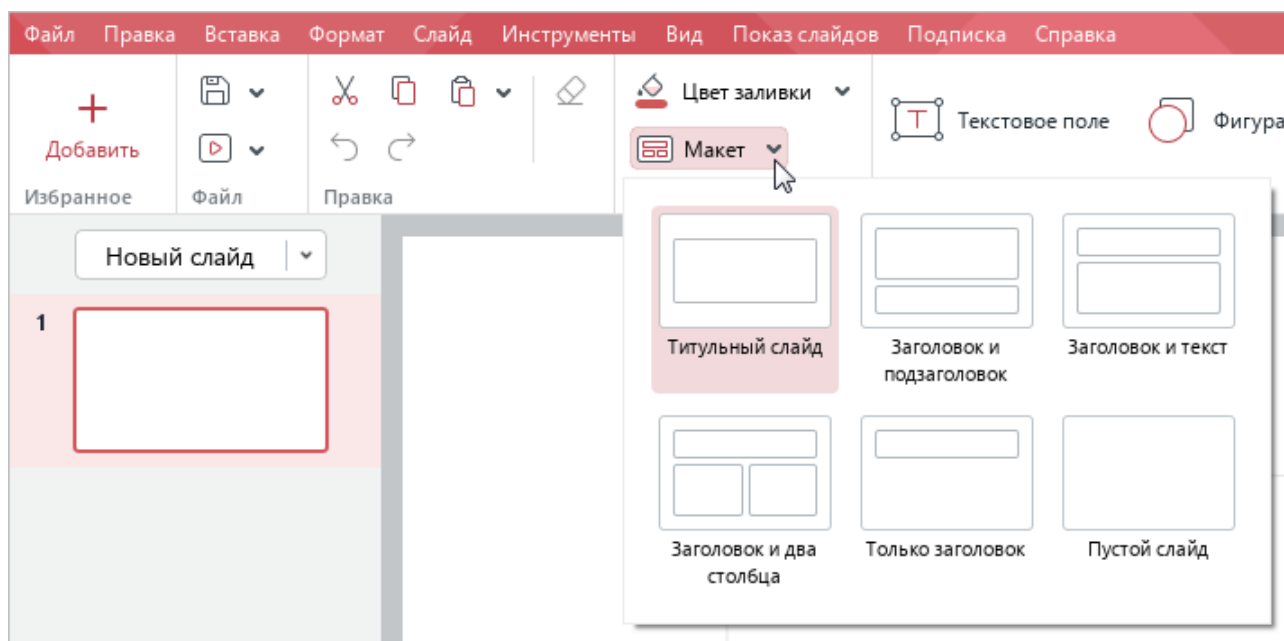 Файл Правка Вставка Формат Слайд Инструменты Вид Показ слайдов Подписка Справка
Добавить
Избранное
Файл
Правка
Цвет заливки
Макет
Текстовое поле
Фигура
Новый слайд
1
Титульный слайд
Заголовок и
подзаголовок
Заголовок и текст
Заголовок и два
столбца
Только заголовок
Пустой слайд